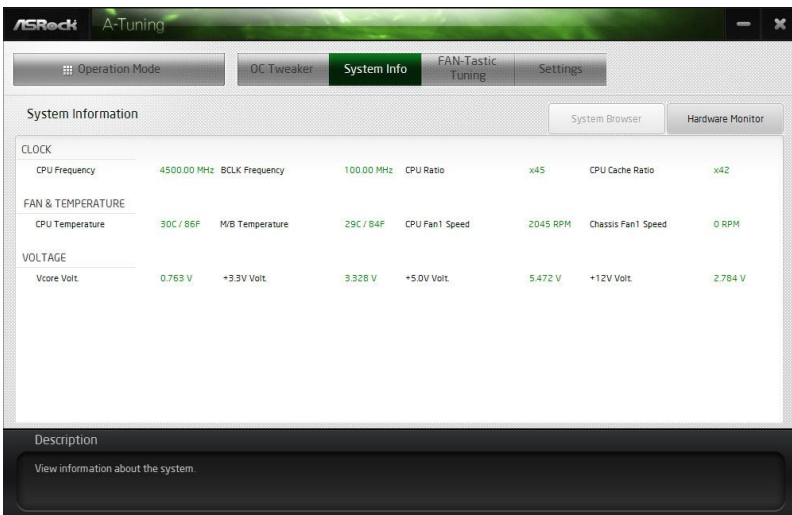 ASRock A-Tuning
Operation Mode OC Tweaker System Info FAN-Tastic Tuning Settings
System Information System Browser Hardware Monitor
CLOCK
CPU Frequency 4500.00 MHz BCLK Frequency 100.00 MHz CPU Ratio x45 CPU Cache Ratio x42
FAN & TEMPERATURE
CPU Temperature 30C / 86F M/B Temperature 29C / 84F CPU Fan1 Speed 2045 RPM Chassis Fan1 Speed 0 RPM
VOLTAGE
Vcore Volt. 0.763 V +3.3V Volt. 3.328 V +5.0V Volt. 5.472 V +12V Volt. 2.784 V
Description
View information about the system.